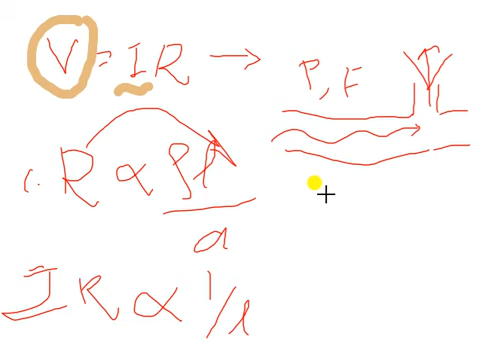 V = IR →
P, F
R ∝ ρl
a
R ∝ 1/l